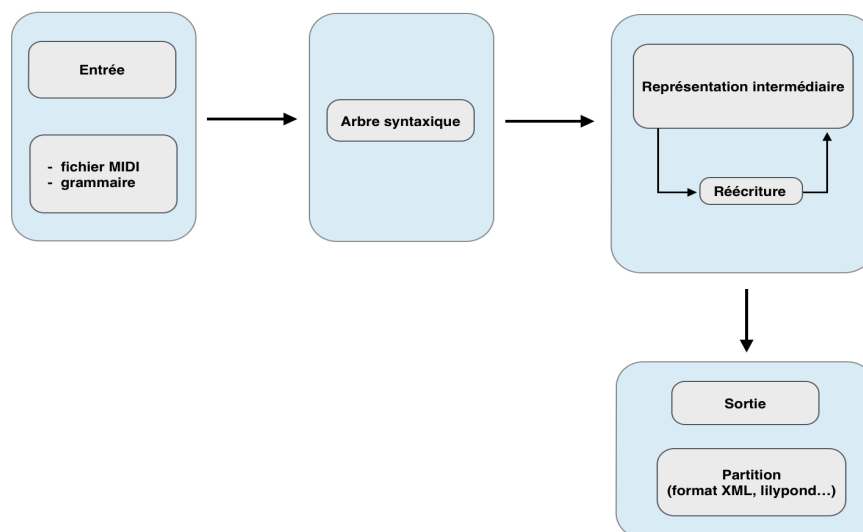 Entrée
- fichier MIDI
- grammaire
Arbre syntaxique
Représentation intermédiaire
Réécriture
Sortie
Partition
(format XML, lilypond…)